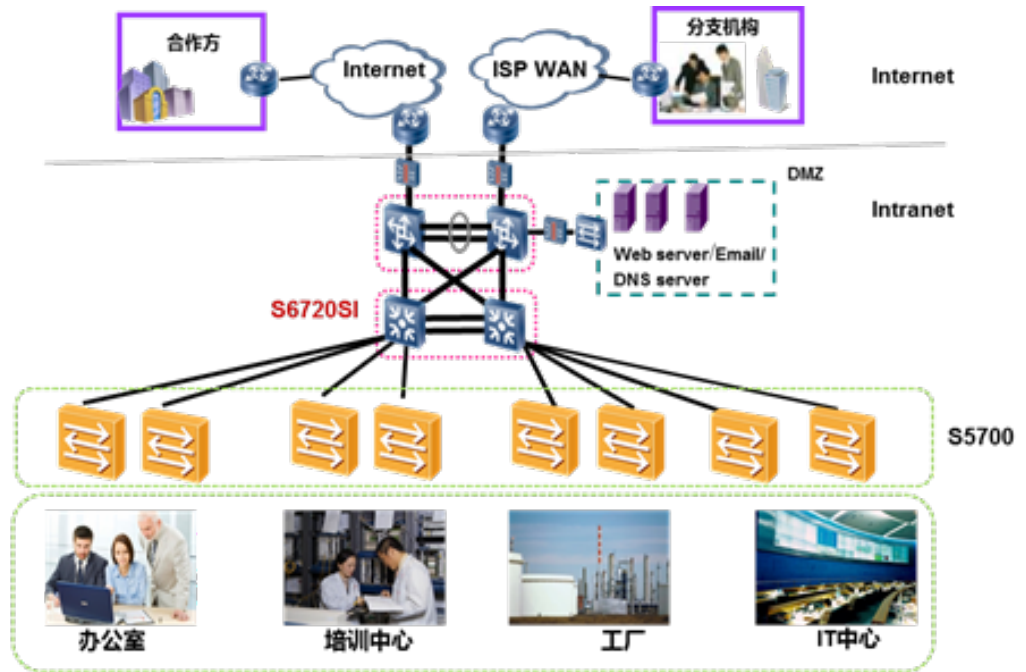 合作方
Internet
ISP WAN
分支机构
Internet
DMZ
Intranet
Web server/Email/
DNS server
S6720SI
S5700
办公室
培训中心
工厂
IT中心